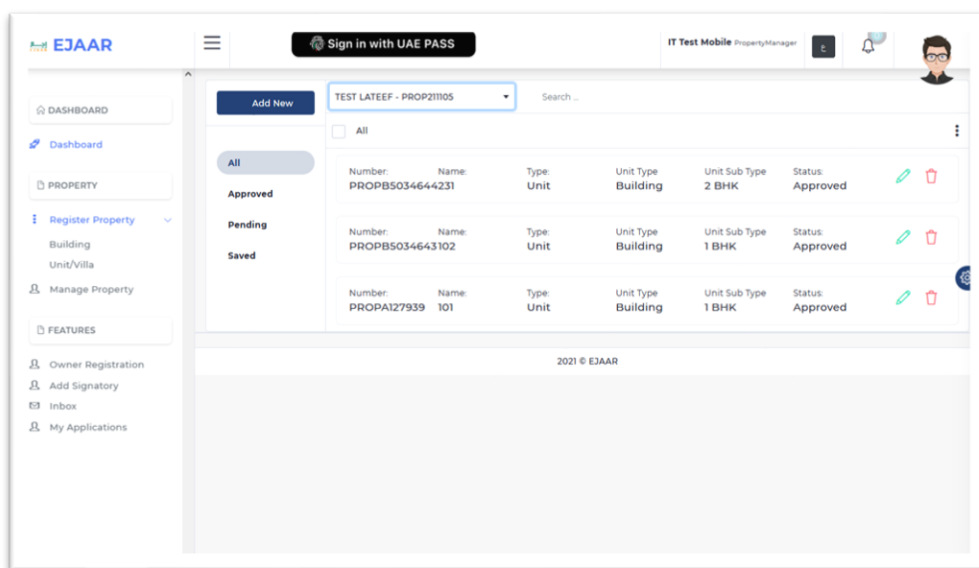 EJAAR
Sign in with UAE PASS
IT Test Mobile PropertyManager
ع
DASHBOARD
Dashboard
PROPERTY
Register Property
Building
Unit/Villa
Manage Property
FEATURES
Owner Registration
Add Signatory
Inbox
My Applications
Add New
TEST LATEEF - PROP211105
Search ...
All
All
Approved
Pending
Saved
Number: Name: Type: Unit Type Unit Sub Type Status:
PROPB5034644231 Unit Building 2 BHK Approved
Number: Name: Type: Unit Type Unit Sub Type Status:
PROPB5034643102 Unit Building 1 BHK Approved
Number: Name: Type: Unit Type Unit Sub Type Status:
PROPA127939 101 Unit Building 1 BHK Approved
2021 © EJAAR